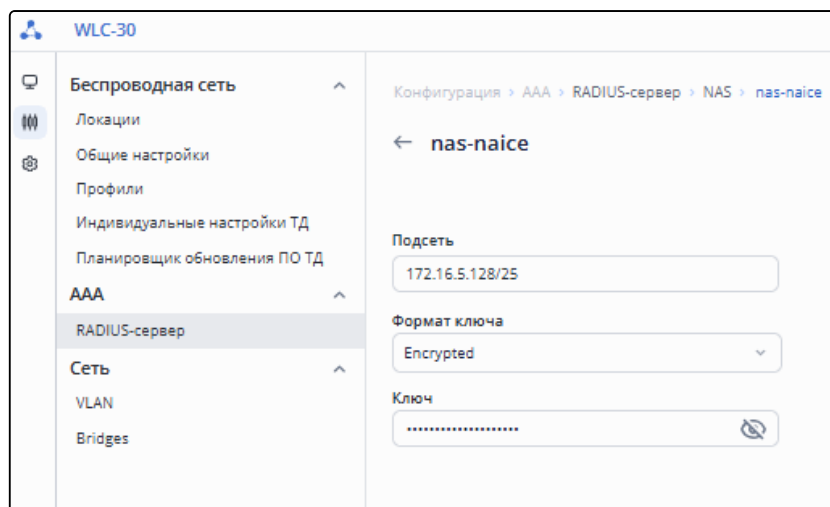 WLC-30
Беспроводная сеть
Локации
Общие настройки
Профили
Индивидуальные настройки ТД
Планировщик обновления ПО ТД
AAA
RADIUS-сервер
Сеть
VLAN
Bridges
Конфигурация > AAA > RADIUS-сервер > NAS > nas-naice
← nas-naice
Подсеть
172.16.5.128/25
Формат ключа
Encrypted
Ключ
••••••••••••••••••••